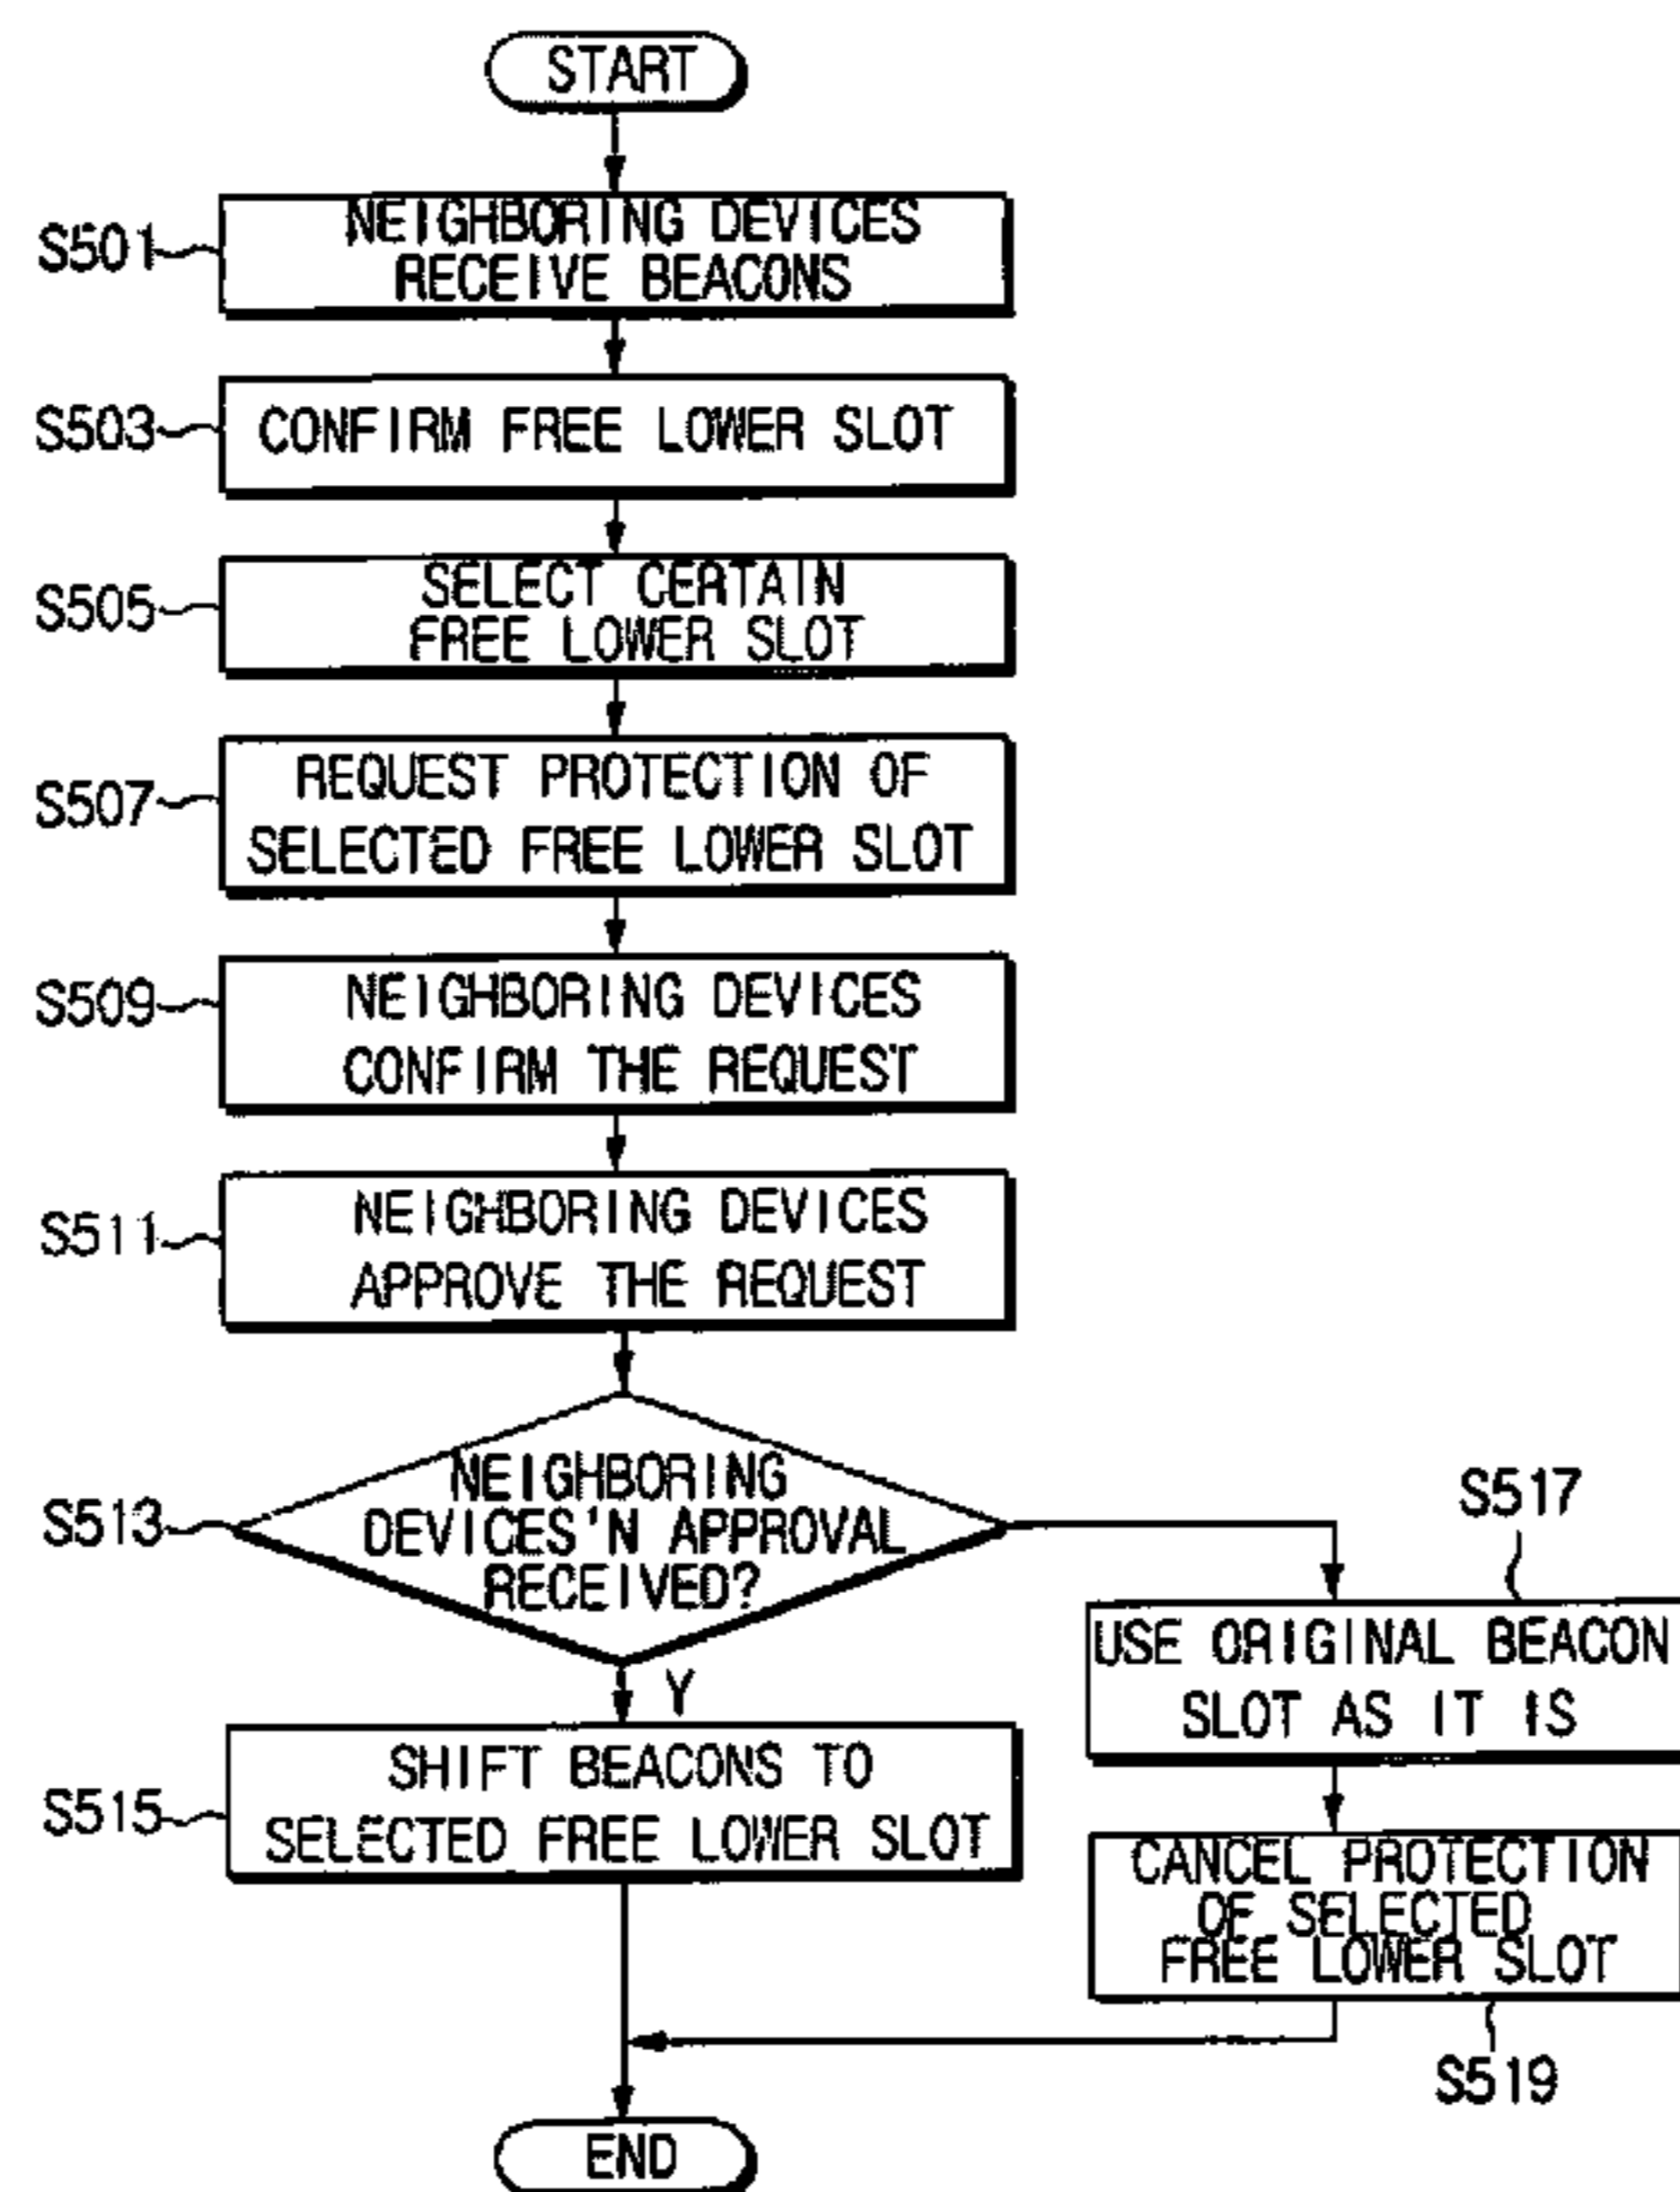 START
S501
NEIGHBORING DEVICES
RECEIVE BEACONS
S503
CONFIRM FREE LOWER SLOT
S505
SELECT CERTAIN
FREE LOWER SLOT
S507
REQUEST PROTECTION OF
SELECTED FREE LOWER SLOT
S509
NEIGHBORING DEVICES
CONFIRM THE REQUEST
S511
NEIGHBORING DEVICES
APPROVE THE REQUEST
S513
NEIGHBORING
DEVICES'N APPROVAL
RECEIVED?
Y
S515
SHIFT BEACONS TO
SELECTED FREE LOWER SLOT
S517
USE ORIGINAL BEACON
SLOT AS IT IS
CANCEL PROTECTION
OF SELECTED
FREE LOWER SLOT
S519
END